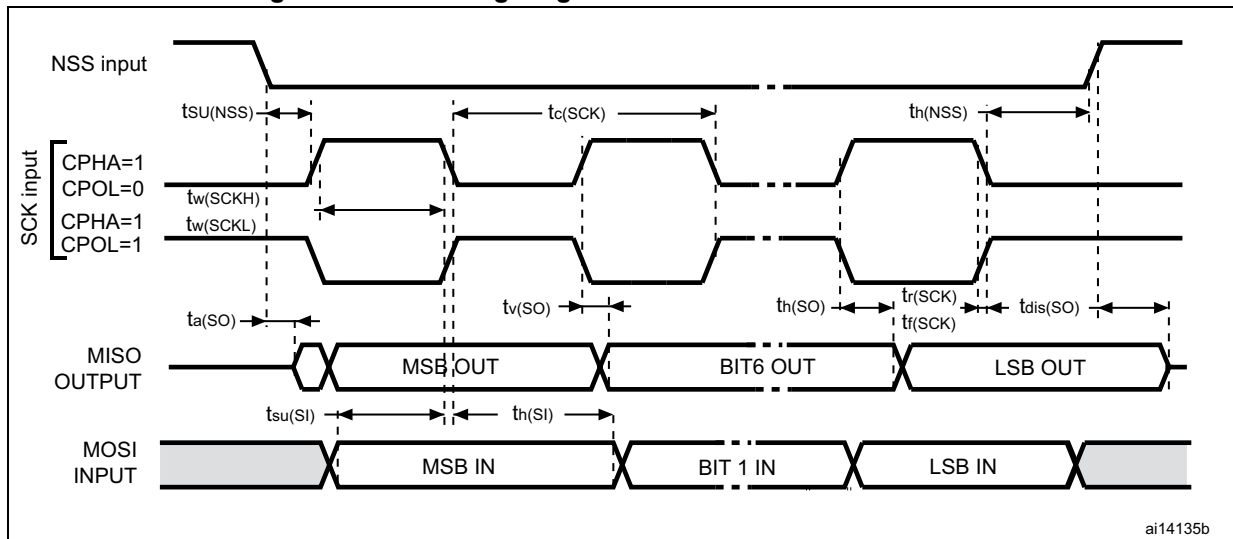 NSS input
tSU(NSS)
tc(SCK)
th(NSS)
SCK input
CPHA=1
CPOL=0
tw(SCKH)
CPHA=1
tw(SCKL)
CPOL=1
ta(SO)
tv(SO)
th(SO)
tr(SCK)
tf(SCK)
tdis(SO)
MISO
OUTPUT
MSB OUT
BIT6 OUT
LSB OUT
tsu(SI)
th(SI)
MOSI
INPUT
MSB IN
BIT 1 IN
LSB IN
ai14135b